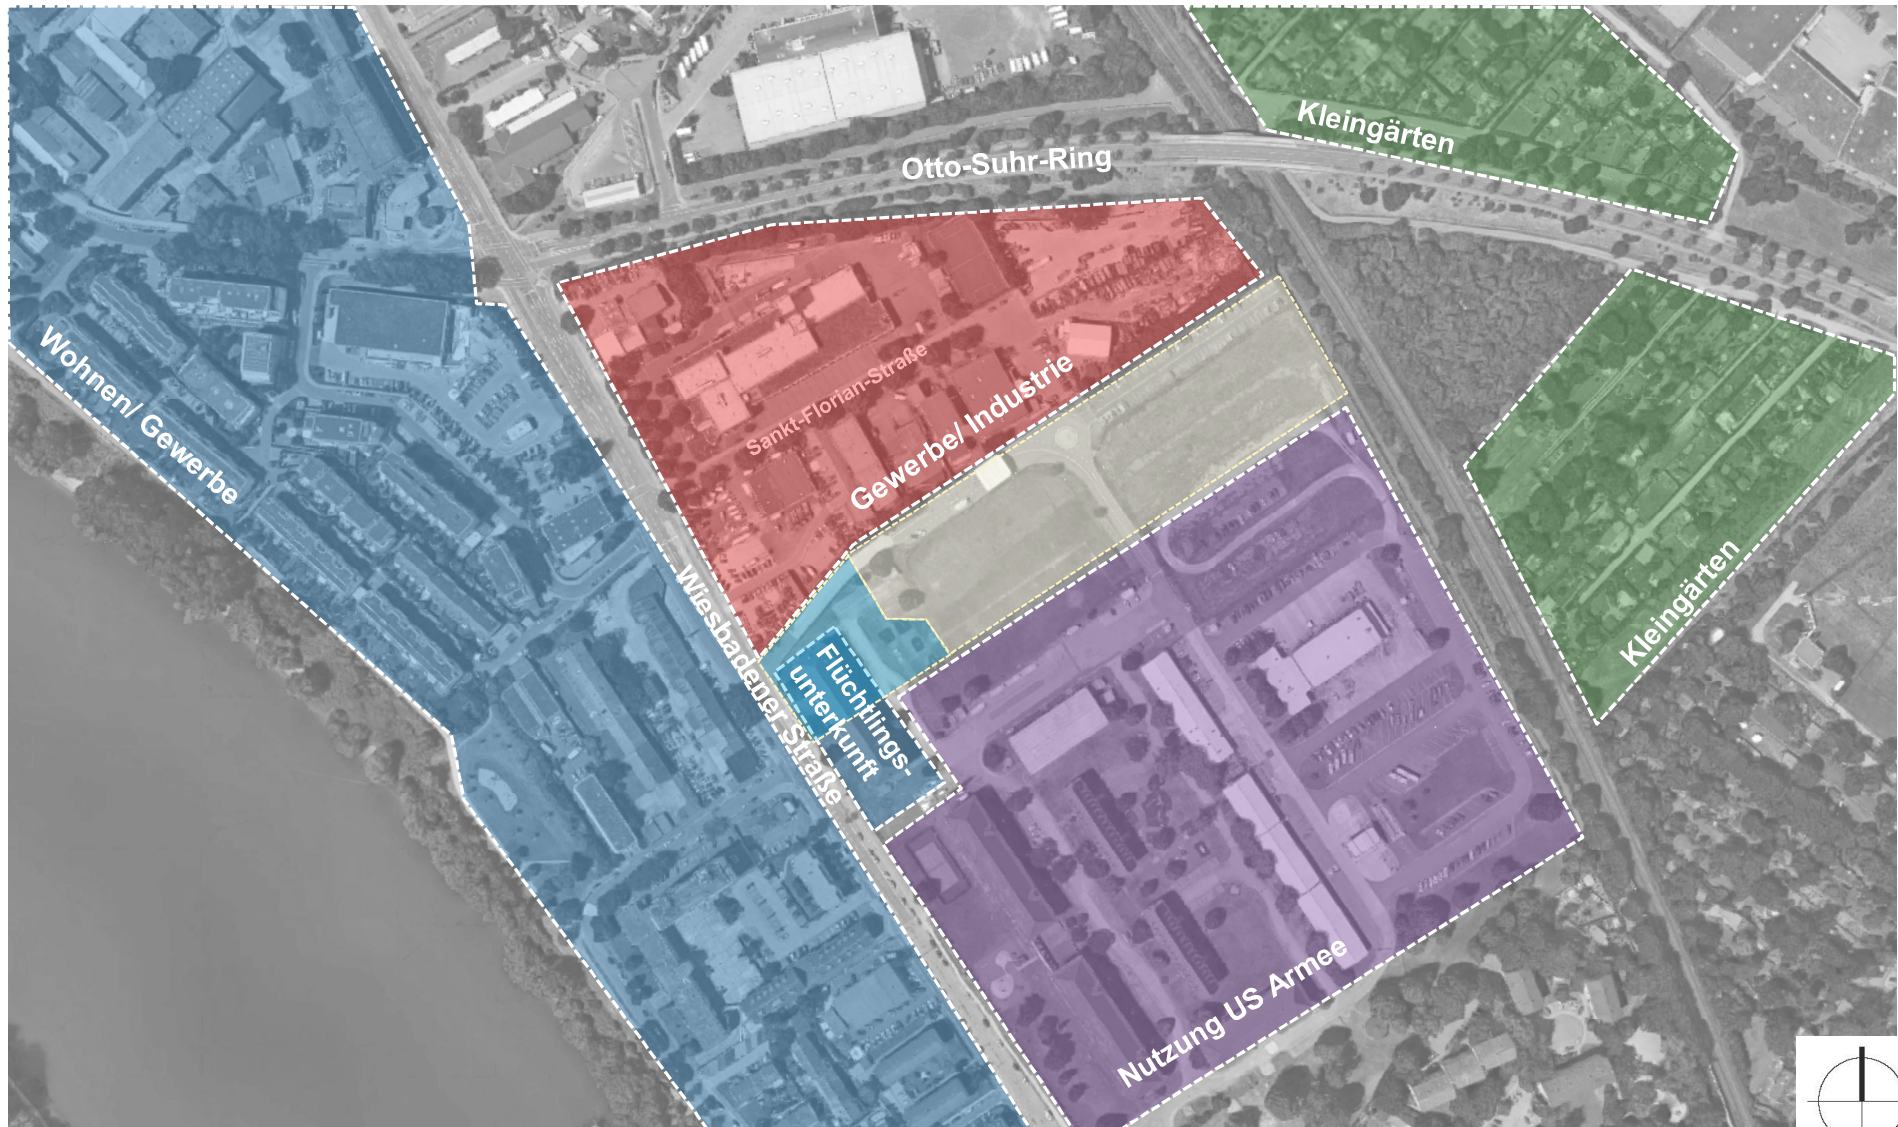 Kleingärten
Otto-Suhr-Ring
Wohnen/ Gewerbe
Sankt-Florian-Straße
Gewerbe/ Industrie
Kleingärten
Wiesbadener Straße
Flüchtlings-
unterkunft
Nutzung US Armee